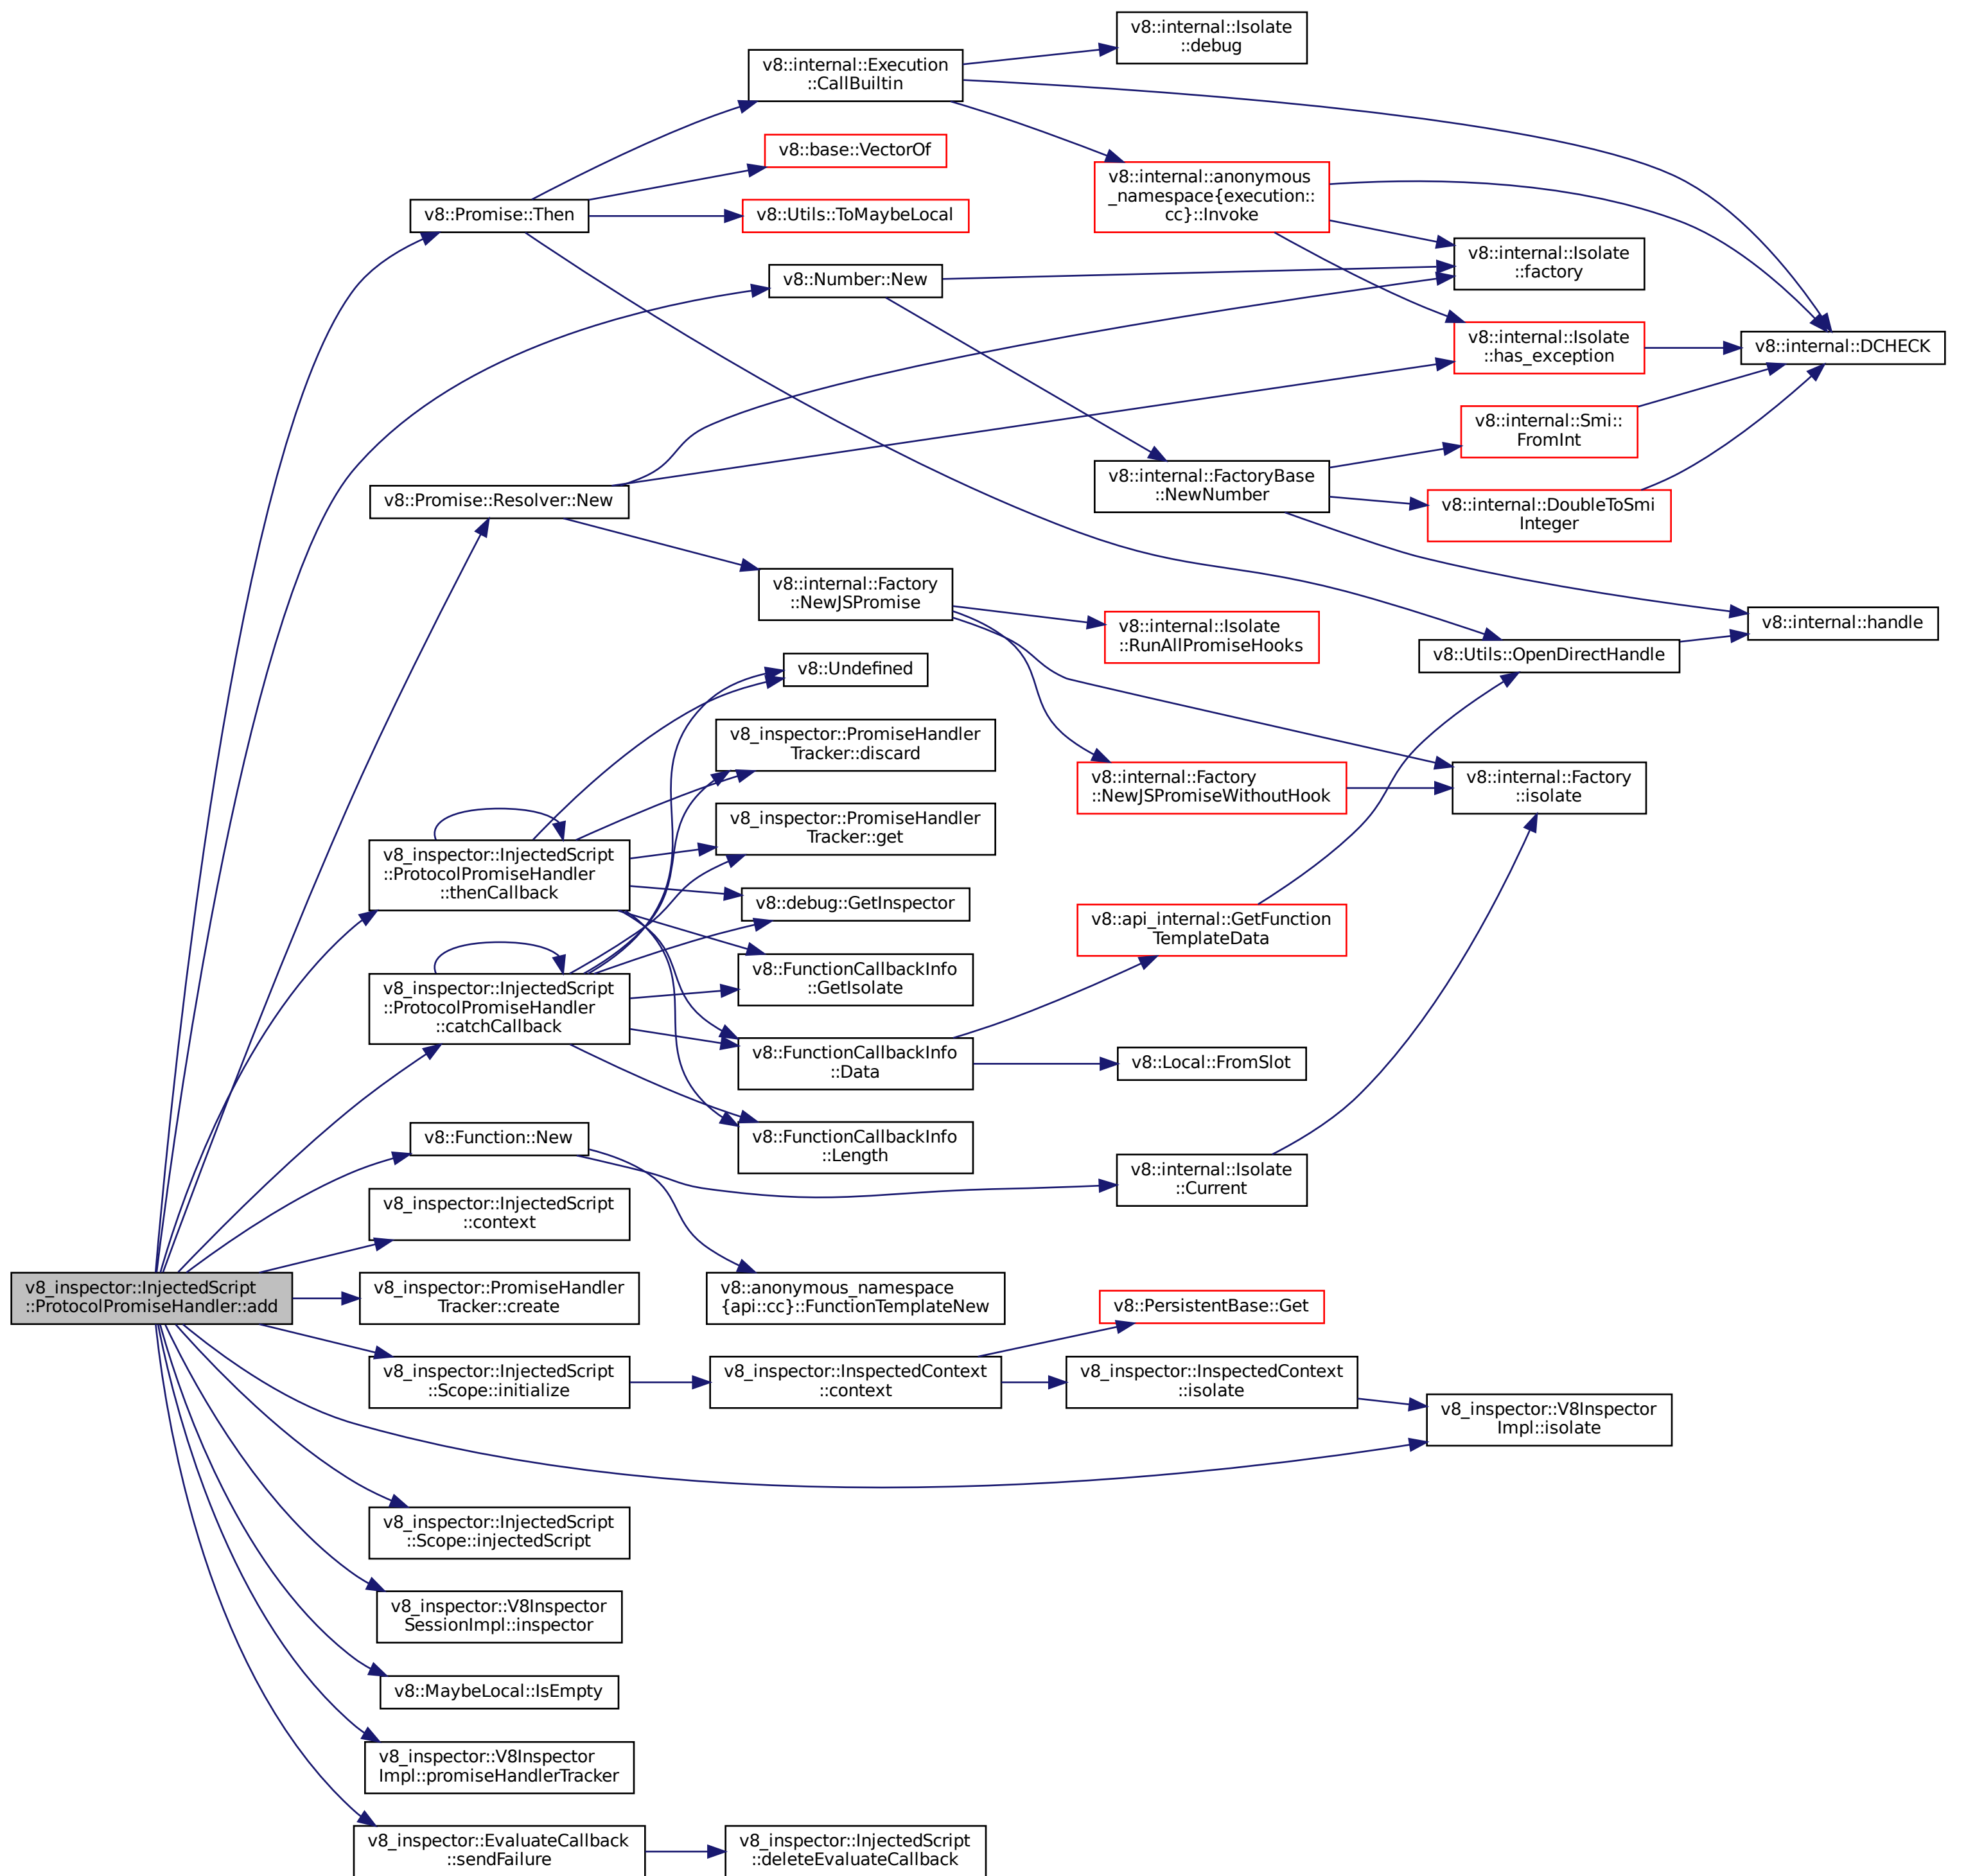 v8::internal::Isolate
::debug
v8::internal::Execution
::CallBuiltin
v8::base::VectorOf
v8::internal::anonymous
_namespace{execution::
cc}::Invoke
v8::Promise::Then
v8::Utils::ToMaybeLocal
v8::internal::Isolate
::factory
v8::Number::New
v8::internal::Isolate
::has_exception
v8::internal::DCHECK
v8::internal::Smi::
FromInt
v8::internal::FactoryBase
::NewNumber
v8::Promise::Resolver::New
v8::internal::DoubleToSmi
Integer
v8::internal::Factory
::NewJSPromise
v8::internal::Isolate
::RunAllPromiseHooks
v8::internal::handle
v8::Utils::OpenDirectHandle
v8::Undefined
v8_inspector::PromiseHandler
Tracker::discard
v8::internal::Factory
::NewJSPromiseWithoutHook
v8::internal::Factory
::isolate
v8_inspector::PromiseHandler
Tracker::get
v8_inspector::InjectedScript
::ProtocolPromiseHandler
::thenCallback
v8::debug::GetInspector
v8::api_internal::GetFunction
TemplateData
v8::FunctionCallbackInfo
::GetIsolate
v8_inspector::InjectedScript
::ProtocolPromiseHandler
::catchCallback
v8::FunctionCallbackInfo
::Data
v8::Local::FromSlot
v8::Function::New
v8::FunctionCallbackInfo
::Length
v8::internal::Isolate
::Current
v8_inspector::InjectedScript
::context
v8_inspector::InjectedScript
::ProtocolPromiseHandler::add
v8_inspector::PromiseHandler
Tracker::create
v8::anonymous_namespace
{api::cc}::FunctionTemplateNew
v8::PersistentBase::Get
v8_inspector::InjectedScript
::Scope::initialize
v8_inspector::InspectedContext
::context
v8_inspector::InspectedContext
::isolate
v8_inspector::V8Inspector
Impl::isolate
v8_inspector::InjectedScript
::Scope::injectedScript
v8_inspector::V8Inspector
SessionImpl::inspector
v8::MaybeLocal::IsEmpty
v8_inspector::V8Inspector
Impl::promiseHandlerTracker
v8_inspector::EvaluateCallback
::sendFailure
v8_inspector::InjectedScript
::deleteEvaluateCallback